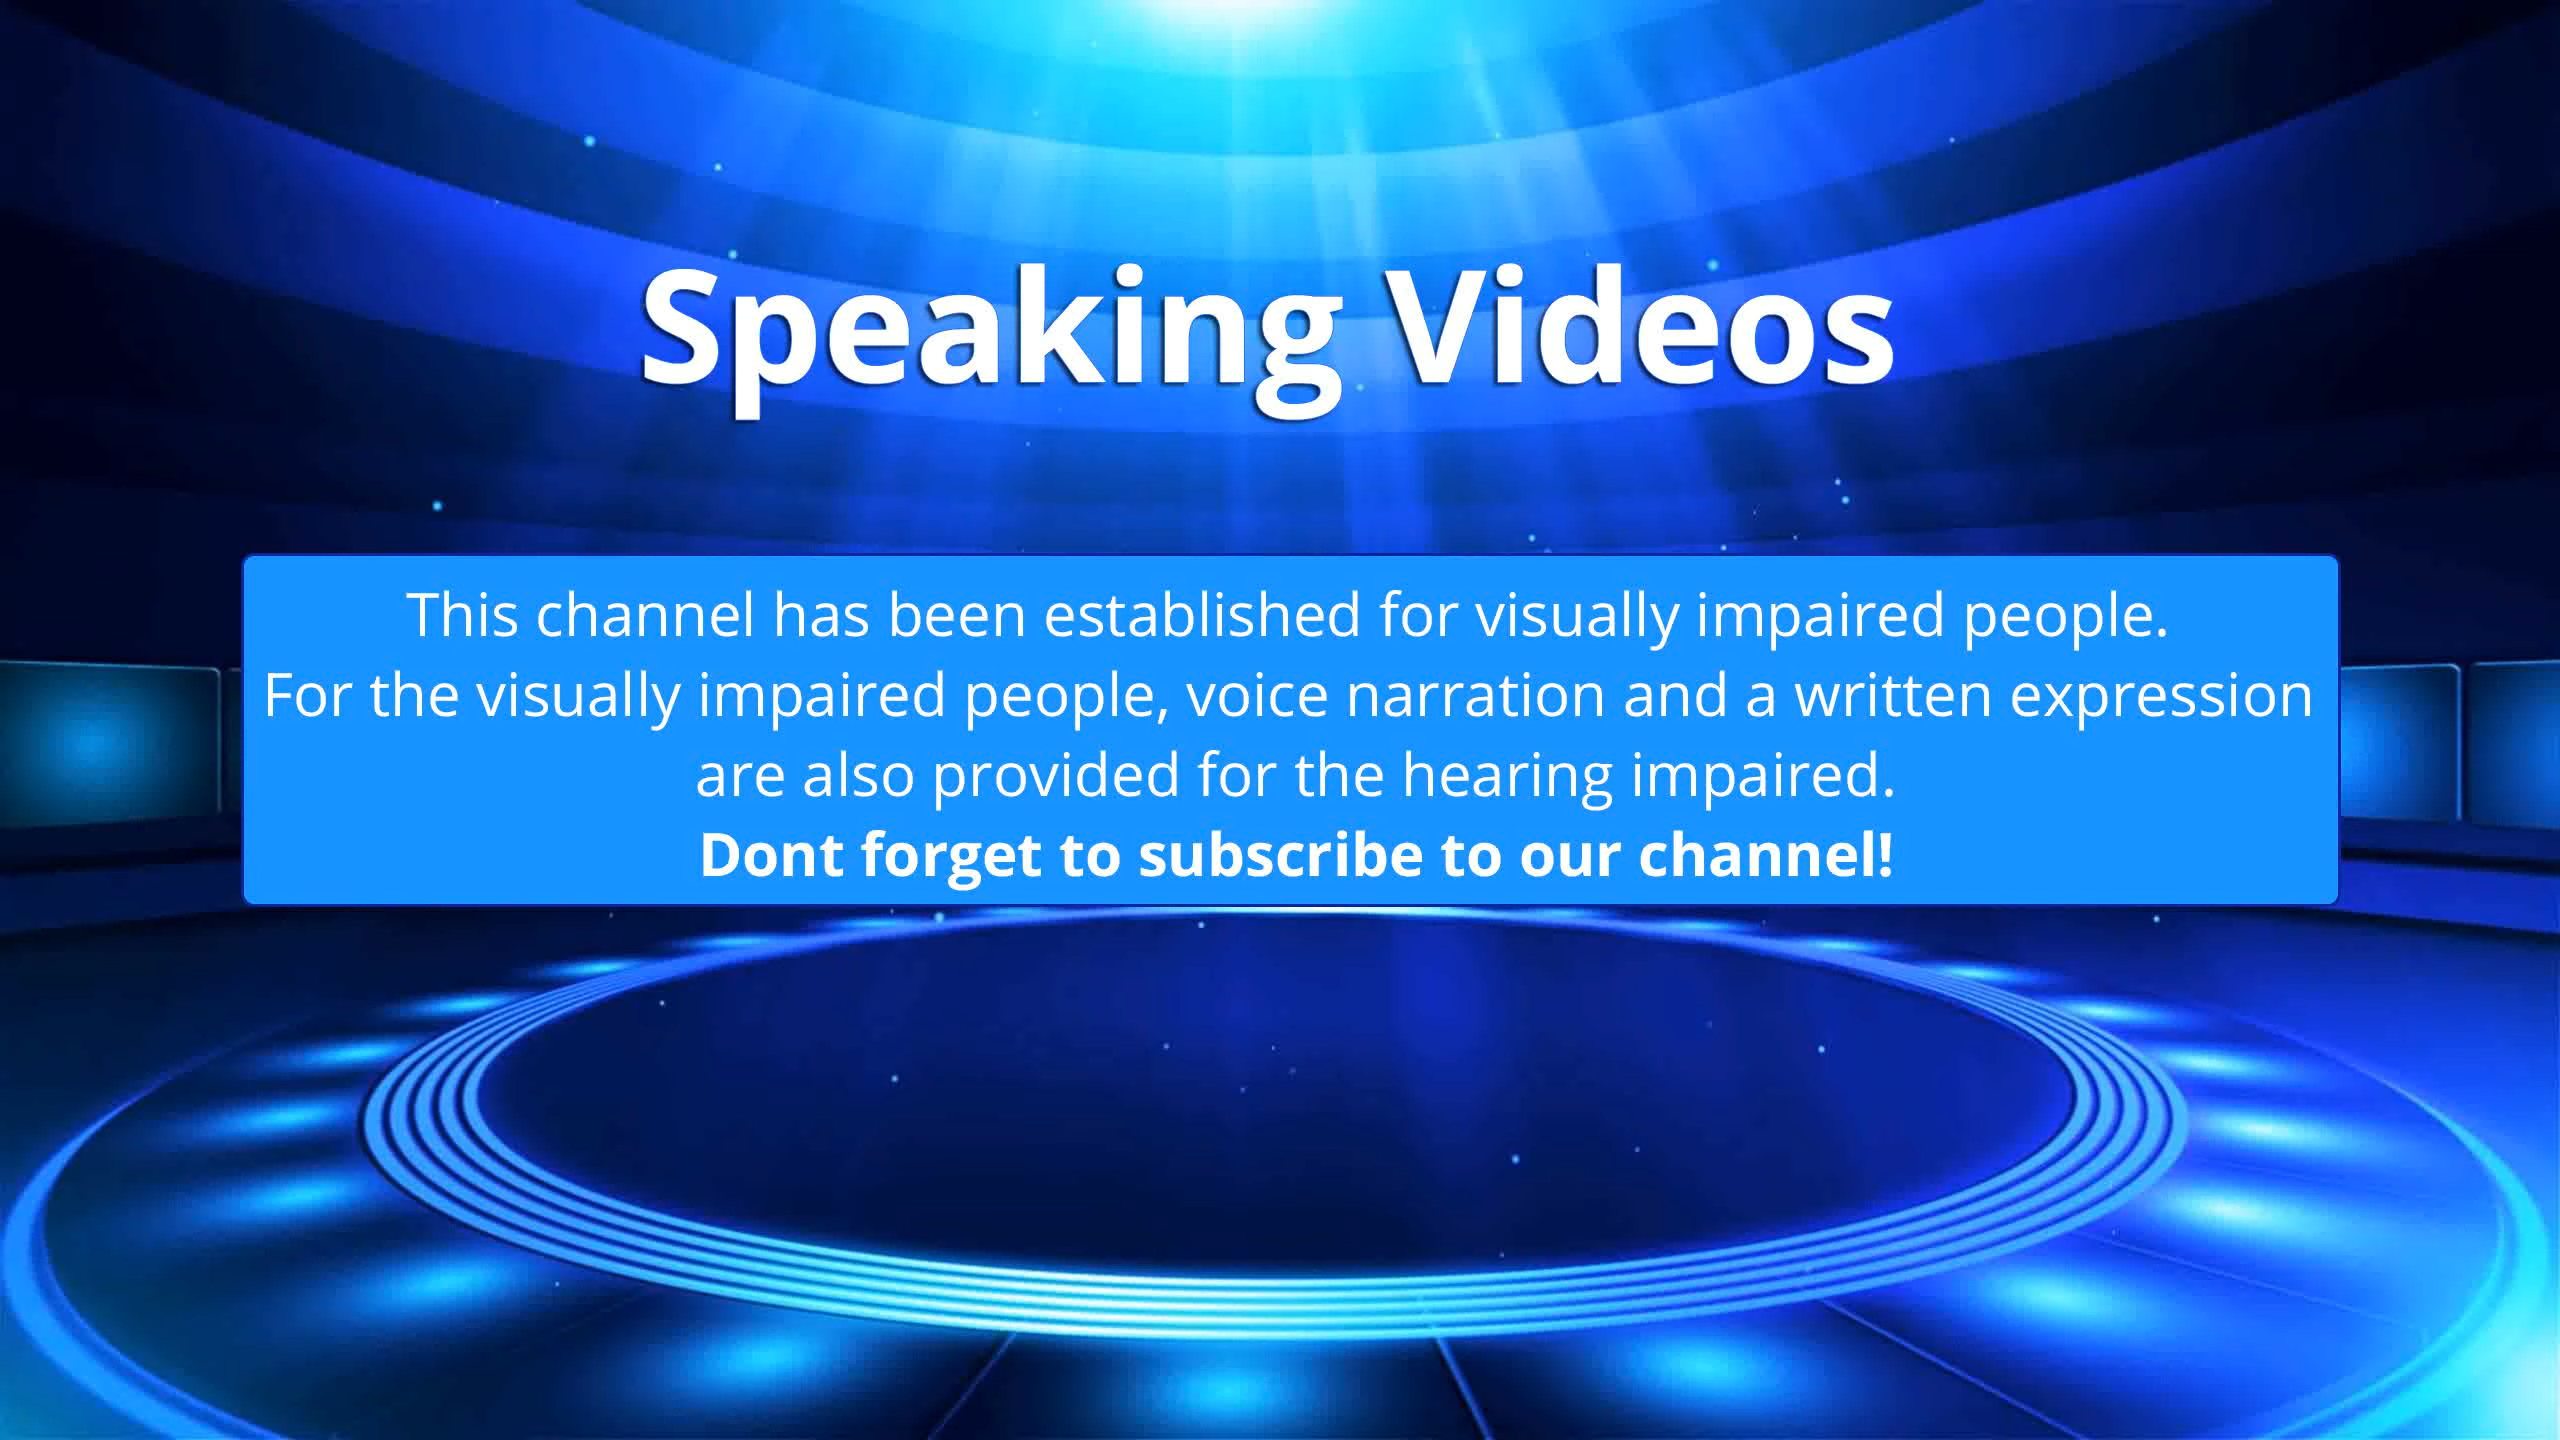 Speaking Videos
This channel has been established for visually impaired people.
For the visually impaired people, voice narration and a written expression
are also provided for the hearing impaired.
Dont forget to subscribe to our channel!